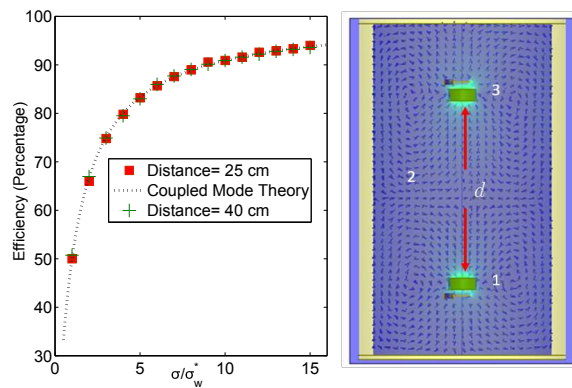 Efficiency (Percentage)
100
90
80
70
60
50
40
30
0
5
10
15
σ/σ*w
Distance= 25 cm
Coupled Mode Theory
Distance= 40 cm
3
2
d
1